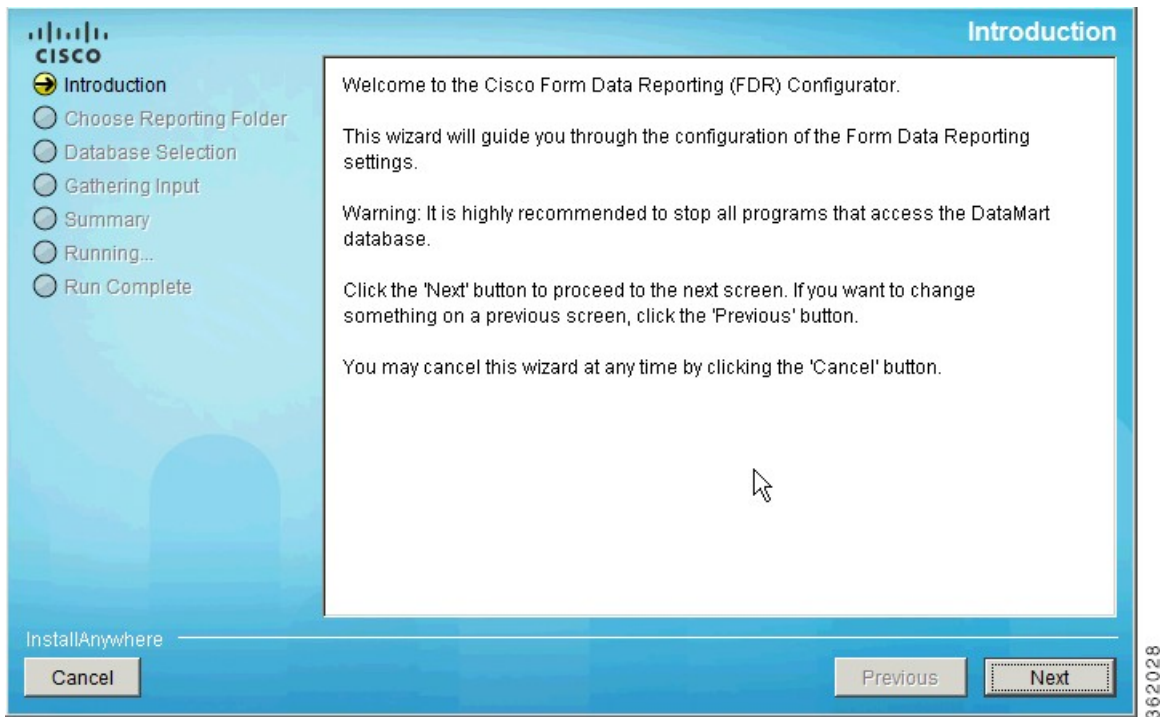 CISCO
Introduction
Introduction
Choose Reporting Folder
Database Selection
Gathering Input
Summary
Running...
Run Complete
Welcome to the Cisco Form Data Reporting (FDR) Configurator.
This wizard will guide you through the configuration of the Form Data Reporting
settings.
Warning: It is highly recommended to stop all programs that access the DataMart
database.
Click the 'Next' button to proceed to the next screen. If you want to change
something on a previous screen, click the 'Previous' button.
You may cancel this wizard at any time by clicking the 'Cancel' button.
InstallAnywhere
Cancel
Previous
Next
362028